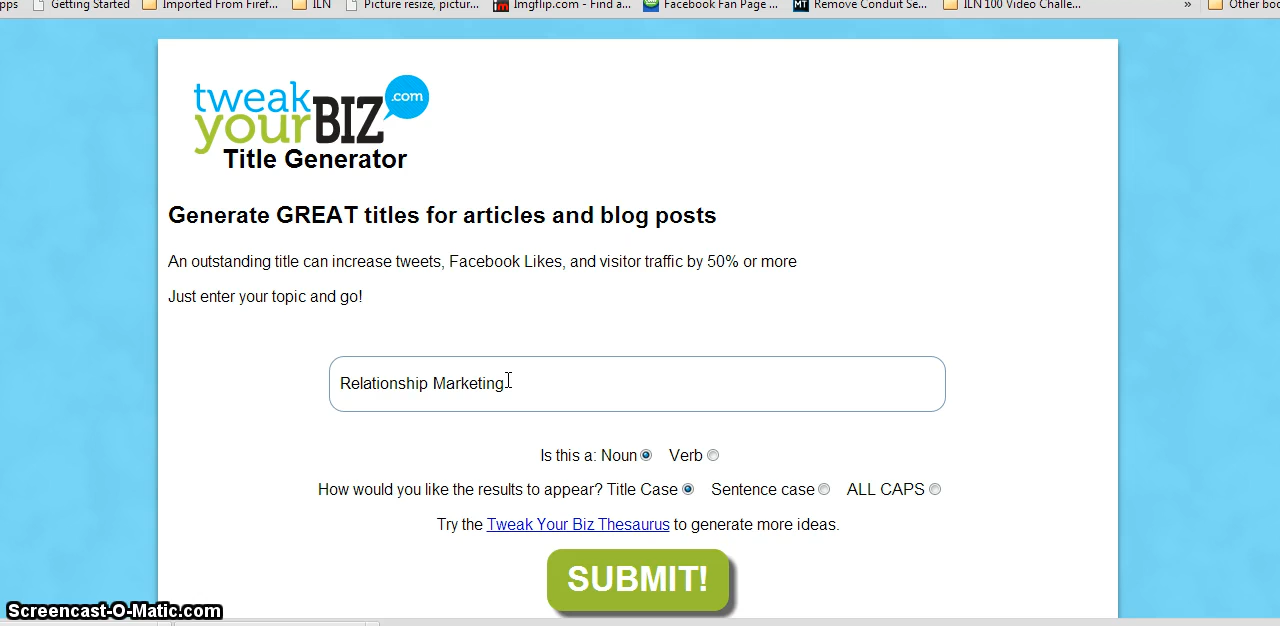 pps Getting Started Imported From Firef... ILN Picture resize, pictur... Imgflip.com - Find a... Facebook Fan Page ... MT Remove Conduit Se... ILN 100 Video Challe... » Other boo
tweak
yourBIZ .com
Title Generator
Generate GREAT titles for articles and blog posts
An outstanding title can increase tweets, Facebook Likes, and visitor traffic by 50% or more
Just enter your topic and go!
Relationship Marketing
Is this a: Noun Verb
How would you like the results to appear? Title Case Sentence case ALL CAPS
Try the Tweak Your Biz Thesaurus to generate more ideas.
SUBMIT!
Screencast-O-Matic.com